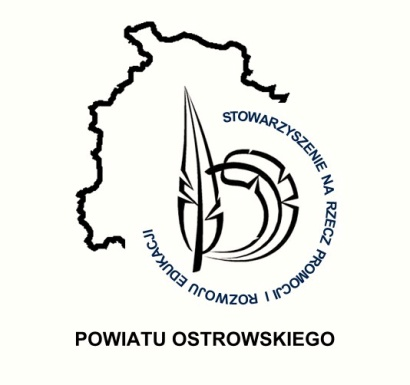 STOWARZYSZENIE NA RZECZ PROMOCJI I ROZWOJU EDUKACJI
POWIATU OSTROWSKIEGO